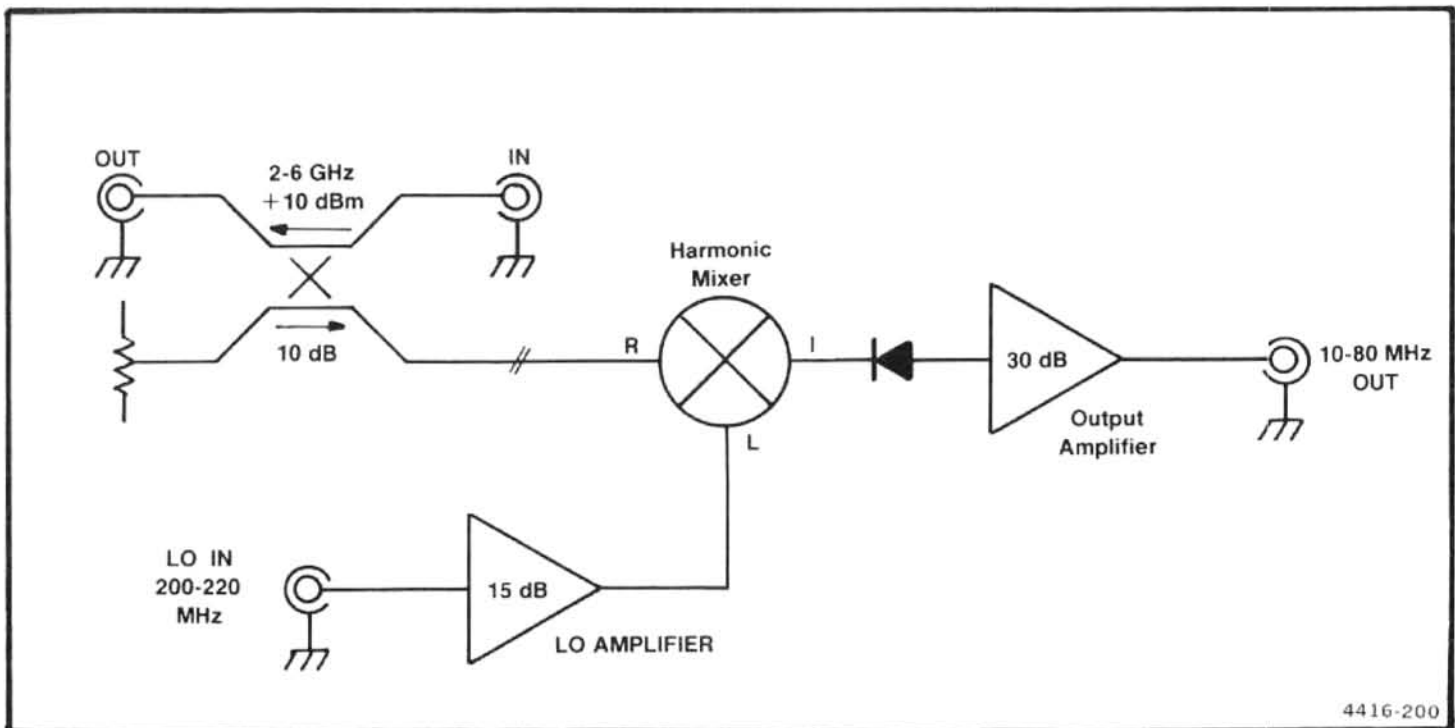 OUT
2-6 GHz
+10 dBm
IN
10 dB
Harmonic
Mixer
R
I
L
30 dB
Output
Amplifier
10-80 MHz
OUT
LO IN
200-220
MHz
15 dB
LO AMPLIFIER
4416-200